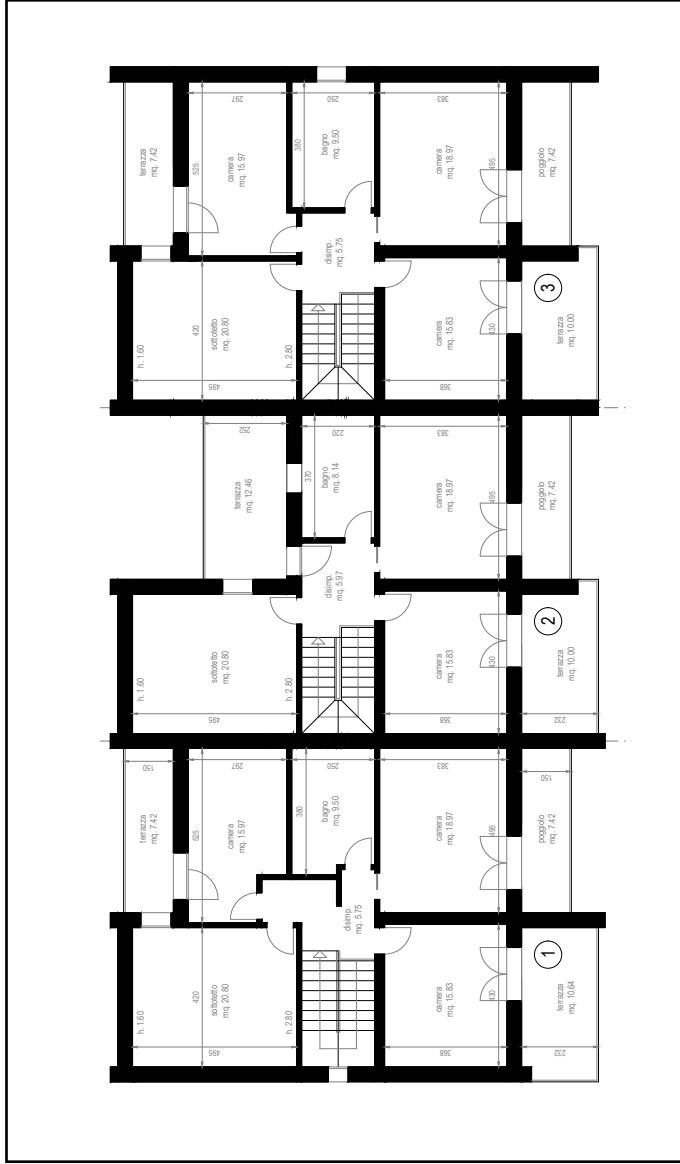 terrazza
mq. 7.42
297
525
camera
mq. 15.97
250
380
bagno
mq. 9.50
383
camera
mq. 18.97
495
poggiolo
mq. 7.42
disimp.
mq. 5.75
h. 1.60
420
sottotetto
mq. 20.80
h. 2.80
495
camera
mq. 15.83
430
368
3
terrazza
mq. 10.00
252
terrazza
mq. 12.46
220
370
bagno
mq. 8.14
383
camera
mq. 18.97
495
poggiolo
mq. 7.42
disimp.
mq. 5.97
h. 1.60
sottotetto
mq. 20.80
h. 2.80
495
camera
mq. 15.83
430
368
2
terrazza
mq. 10.00
232
150
terrazza
mq. 7.42
297
625
camera
mq. 15.97
250
380
bagno
mq. 9.50
383
camera
mq. 18.97
495
150
poggiolo
mq. 7.42
disimp.
mq. 5.75
h. 1.60
420
sottotetto
mq. 20.80
h. 2.80
495
camera
mq. 15.83
430
368
1
terrazza
mq. 10.64
232